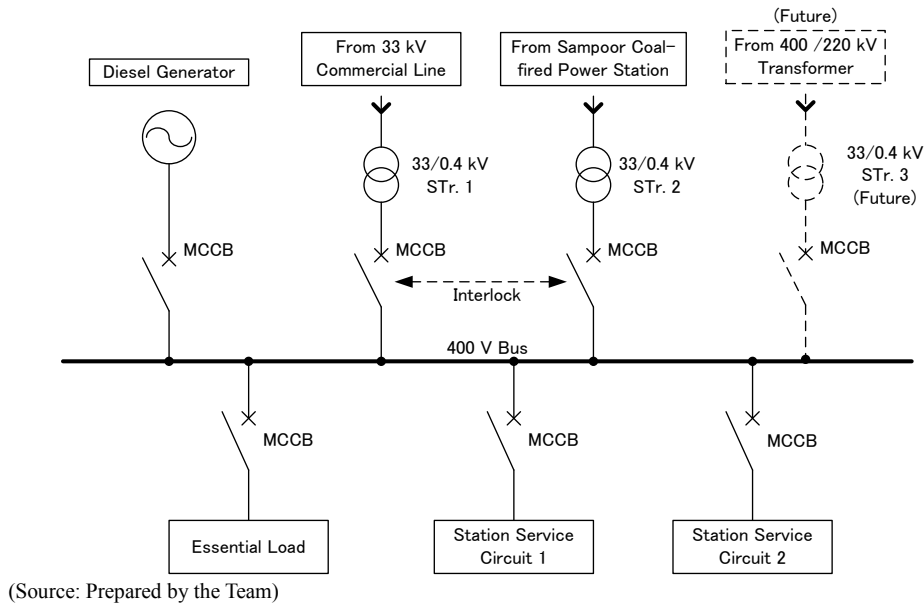 (Future)
Diesel Generator
From 33 kV
Commercial Line
From Sampoor Coal-
fired Power Station
From 400 /220 kV
Transformer
33/0.4 kV
STr. 1
33/0.4 kV
STr. 2
33/0.4 kV
STr. 3
(Future)
MCCB
MCCB
MCCB
MCCB
Interlock
400 V Bus
MCCB
MCCB
MCCB
Essential Load
Station Service
Circuit 1
Station Service
Circuit 2
(Source: Prepared by the Team)